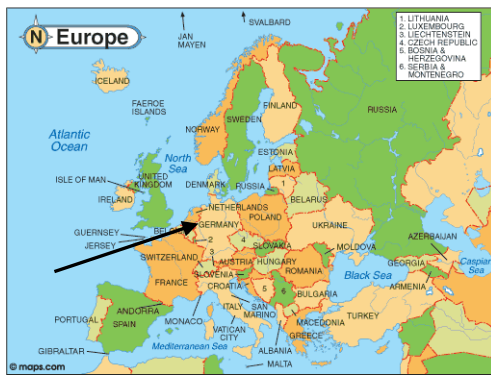 N Europe
1. LITHUANIA
2. LUXEMBOURG
3. LIECHTENSTEIN
4. CZECH REPUBLIC
5. BOSNIA &
HERZEGOVINA
6. SERBIA &
MONTENEGRO
SVALBARD
JAN
MAYEN
ICELAND
FAEROE
ISLANDS
Atlantic
Ocean
North
Sea
NORWAY
SWEDEN
FINLAND
RUSSIA
ESTONIA
LATVIA
1
ISLE OF MAN
UNITED
KINGDOM
IRELAND
DENMARK
RUSSIA
BELARUS
NETHERLANDS
GERMANY
POLAND
GUERNSEY
JERSEY
2
4
UKRAINE
SLOVAKIA
MOLDOVA
SWITZERLAND
3
AUSTRIA
HUNGARY
FRANCE
SLOVENIA
CROATIA
ROMANIA
AZERBAIJAN
GEORGIA
Caspian
Sea
ARMENIA
Black Sea
5
6
BULGARIA
ANDORRA
PORTUGAL
SPAIN
MONACO
ITALY
SAN
MARINO
VATICAN
CITY
MACEDONIA
TURKEY
GREECE
ALBANIA
GIBRALTAR
Mediterranean Sea
MALTA
© maps.com